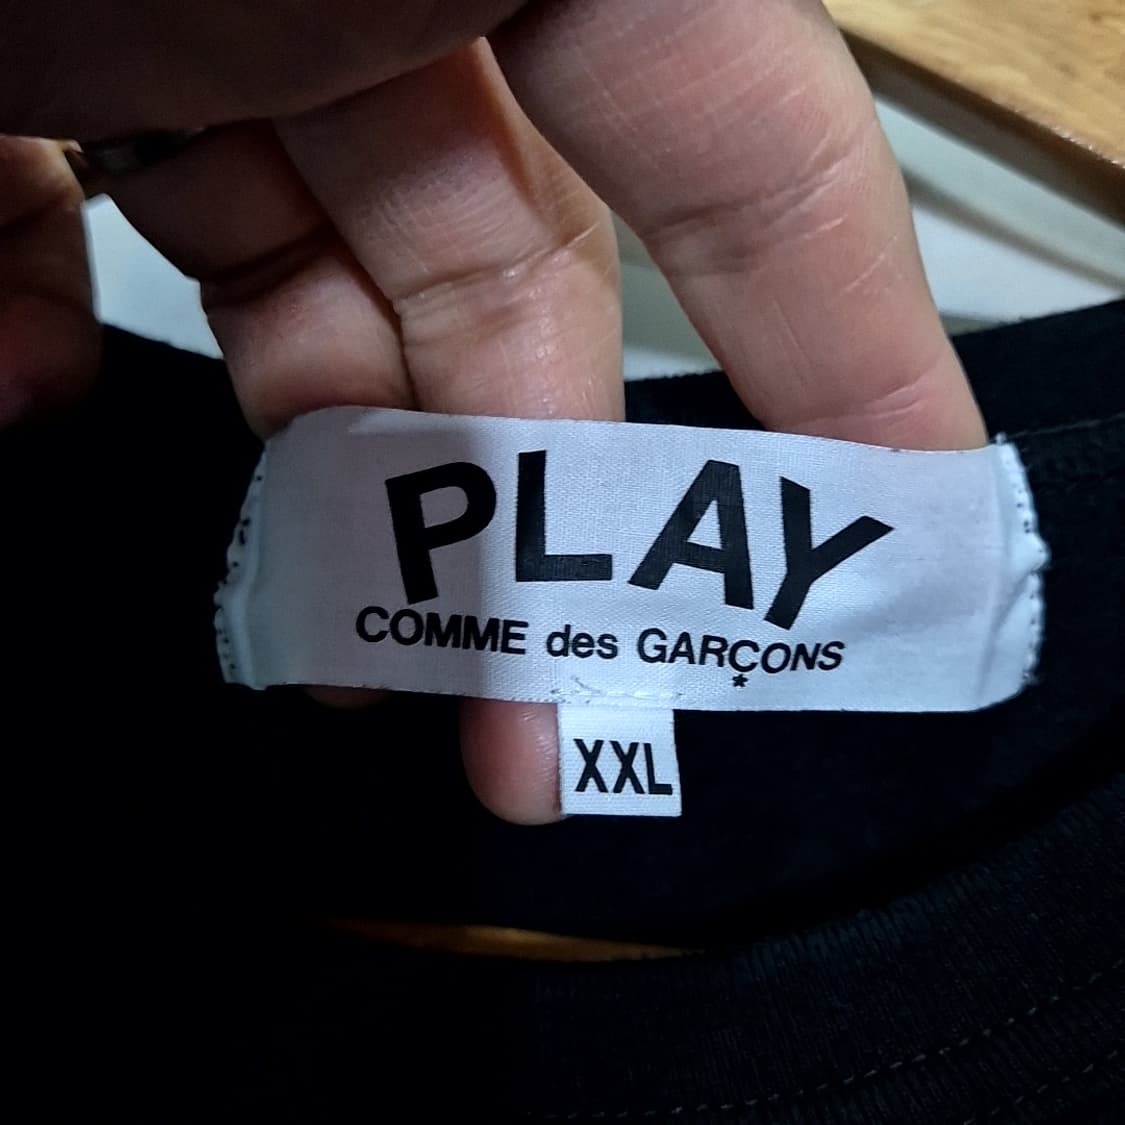 PLAY
COMME des GARÇONS
*
XXL